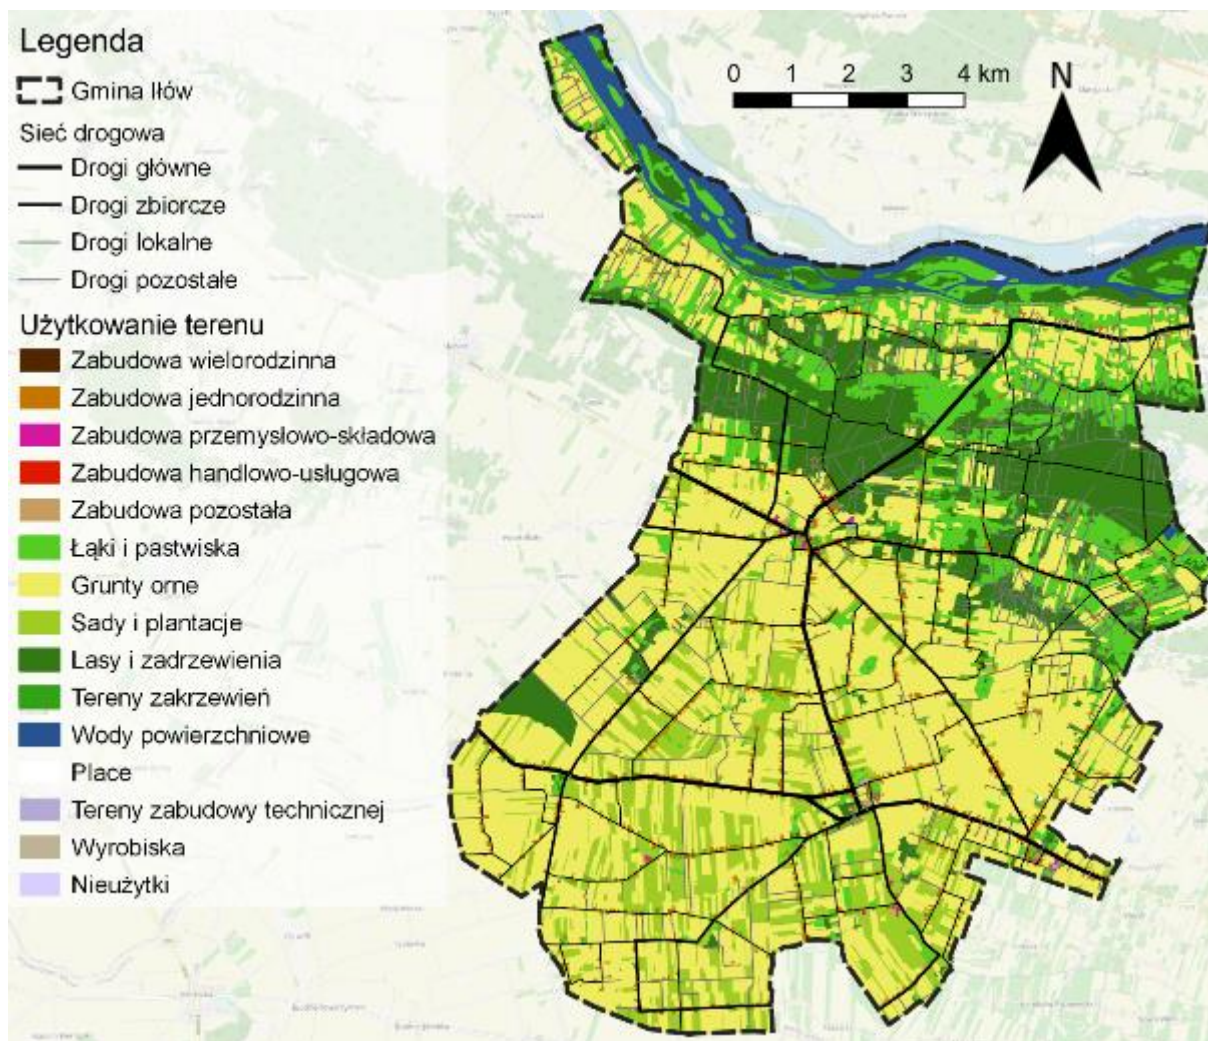 Legenda
Gmina Iłów
Sieć drogowa
Drogi główne
Drogi zbiorcze
Drogi lokalne
Drogi pozostałe
Użytkowanie terenu
Zabudowa wielorodzinna
Zabudowa jednorodzinna
Zabudowa przemysłowo-składowa
Zabudowa handlowo-usługowa
Zabudowa pozostała
Łąki i pastwiska
Grunty orne
Sady i plantacje
Lasy i zadrzewienia
Tereny zakrzewień
Wody powierzchniowe
Place
Tereny zabudowy technicznej
Wyrobiska
Nieużytki
0 1 2 3 4 km
N